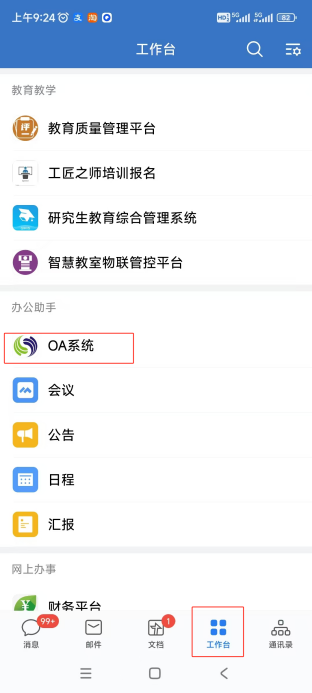 上午9:24
HD 5G 5G 82
工作台
教育教学
教育质量管理平台
工匠之师培训报名
研究生教育综合管理系统
智慧教室物联管控平台
办公助手
OA系统
会议
公告
日程
汇报
网上办事
财务平台
99+ 1
消息 邮件 文档 工作台 通讯录